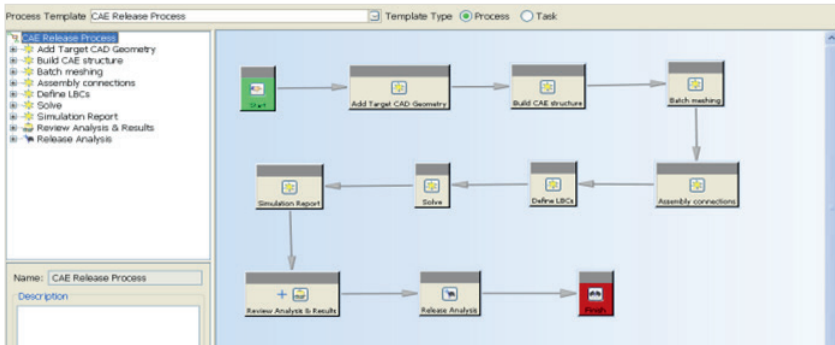 Process Template CAE Release Process Template Type Process Task
CAE Release Process
Add Target CAD Geometry
Build CAE structure
Batch meshing
Assembly connections
Define LBCs
Solve
Simulation Report
Review Analysis & Results
Release Analysis
Start
Add Target CAD Geometry
Build CAE structure
Batch meshing
Simulation Report
Solve
Define LBCs
Assembly connections
Review Analysis & Results
Release Analysis
Finish
Name: CAE Release Process
Description